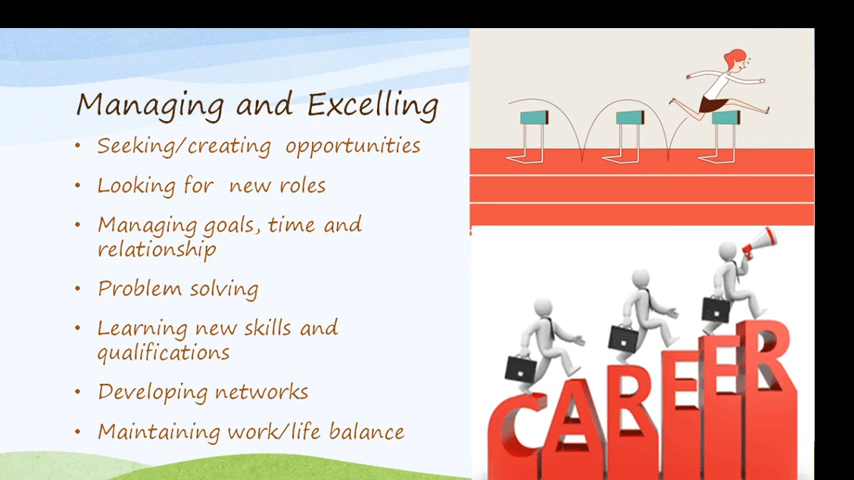 Managing and Excelling
• Seeking/creating opportunities
• Looking for new roles
• Managing goals, time and
relationship
• Problem solving
• Learning new skills and
qualifications
• Developing networks
• Maintaining work/life balance
CAREER